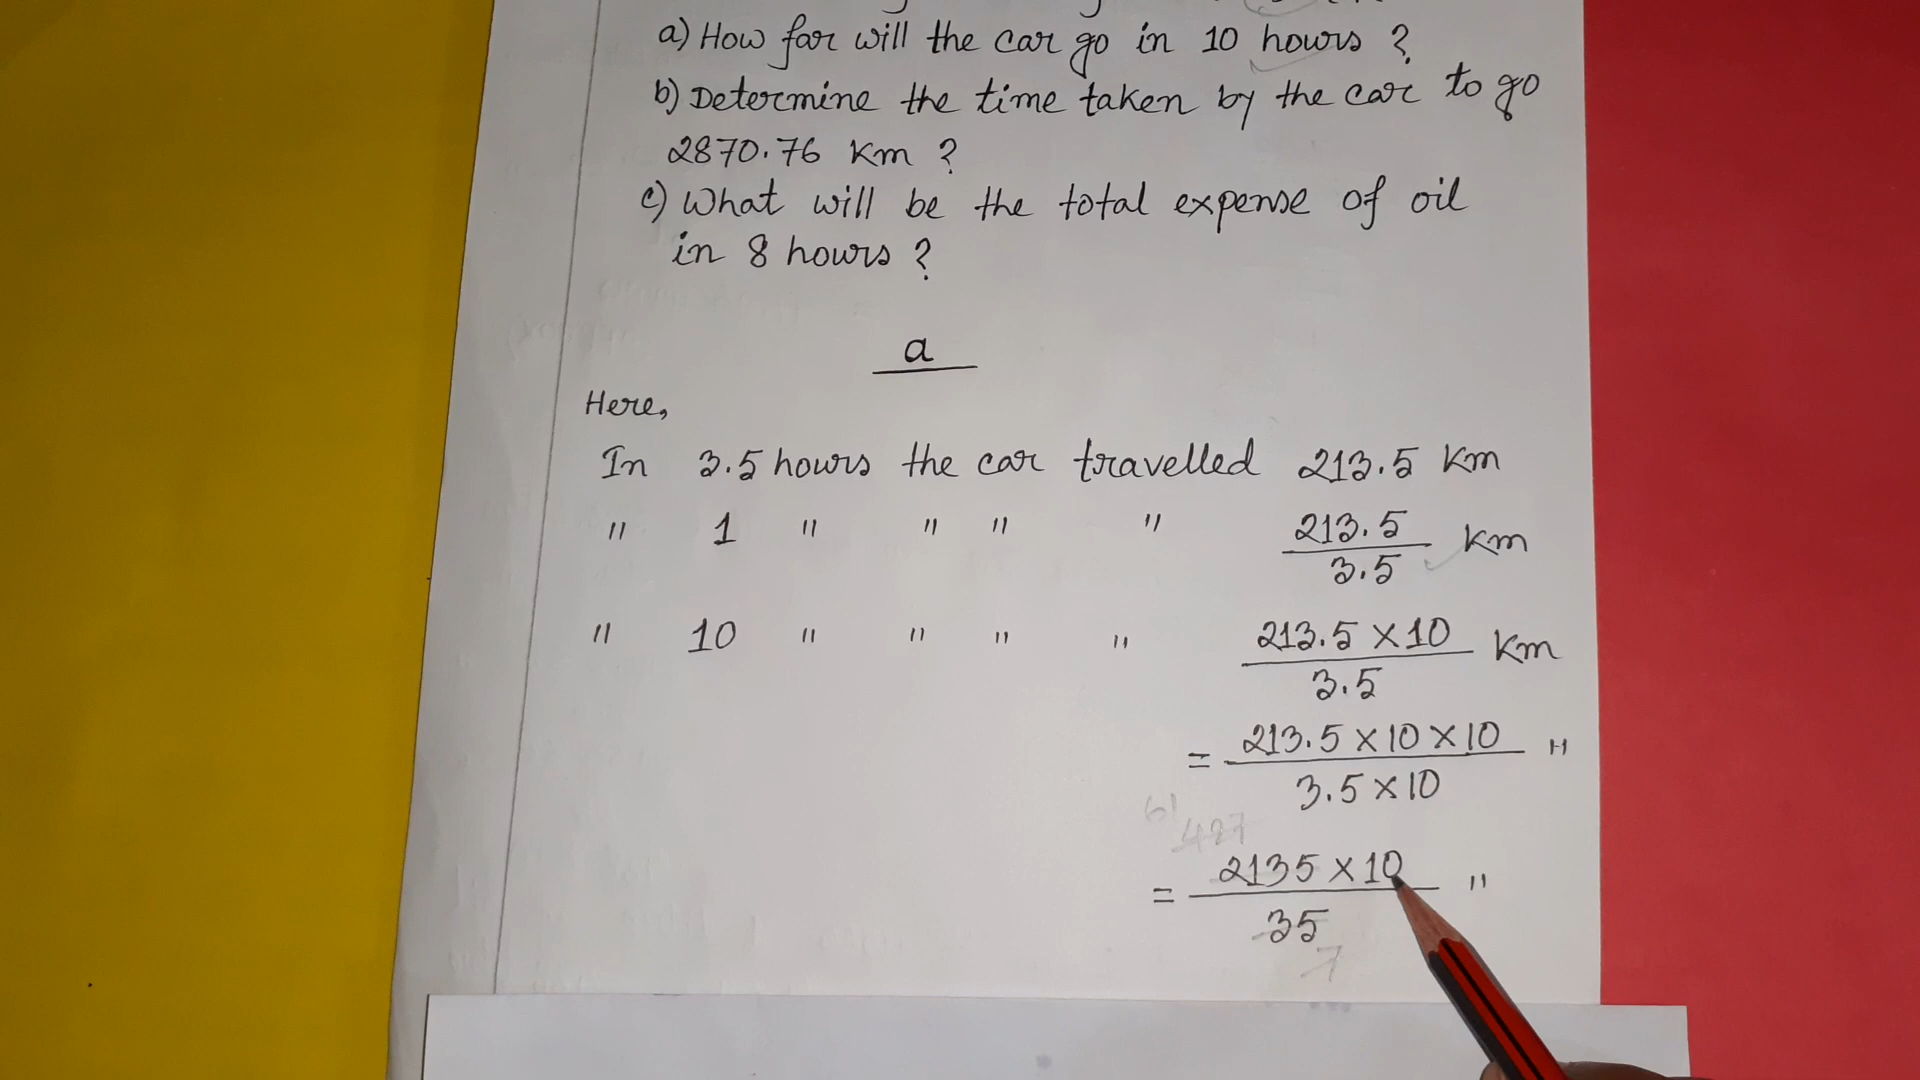 a) How far will the car go in 10 hours ?
b) Determine the time taken by the car to go
2870.76 Km ?
c) What will be the total expense of oil
in 8 hours ?
a
Here,
In 3.5 hours the car travelled 213.5 Km
" 1 " " " " 213.5 / 3.5 Km
" 10 " " " " 213.5 × 10 / 3.5 Km
= 213.5 × 10 × 10 / 3.5 × 10 "
61
427
= 2135 × 10 / 35 "
7